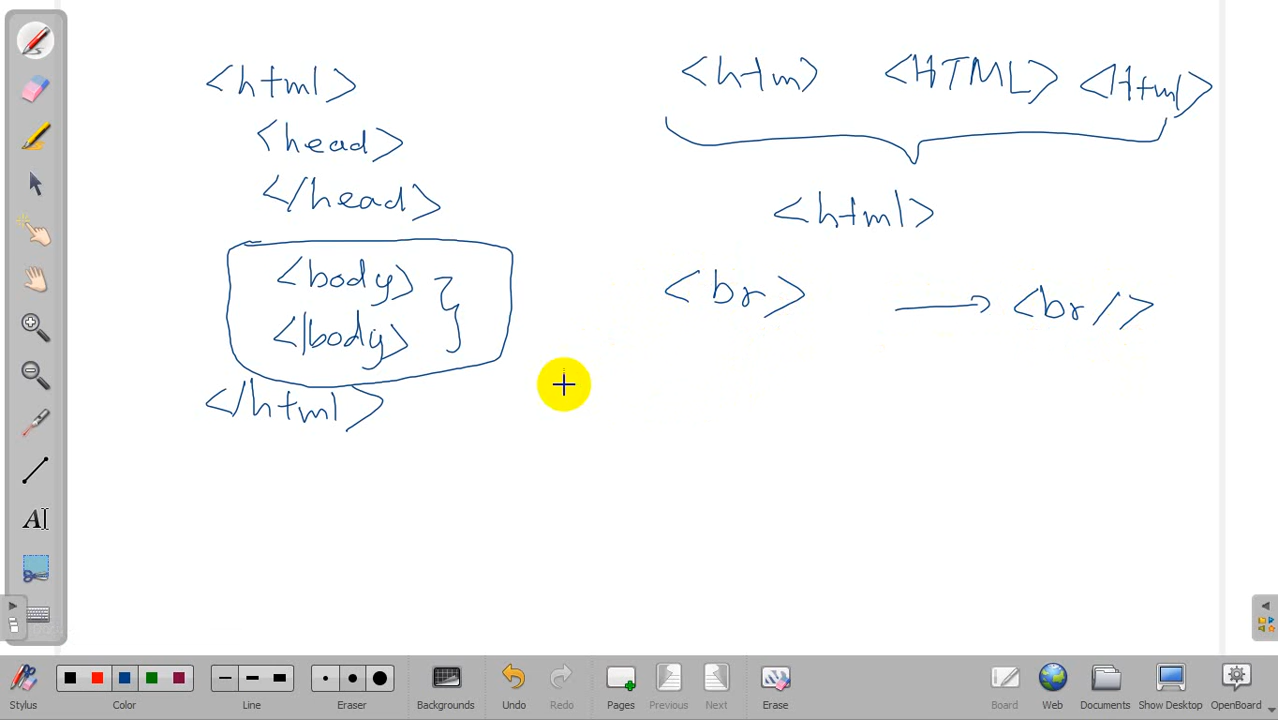 <html>
<head>
</head>
<body>
</body>
</html>
<htm> <HTML> <Html>
<html>
<br> <br/>
Stylus
Color
Line
Eraser
Backgrounds
Undo
Redo
Pages
Previous
Next
Erase
Board
Web
Documents
Show Desktop
OpenBoard